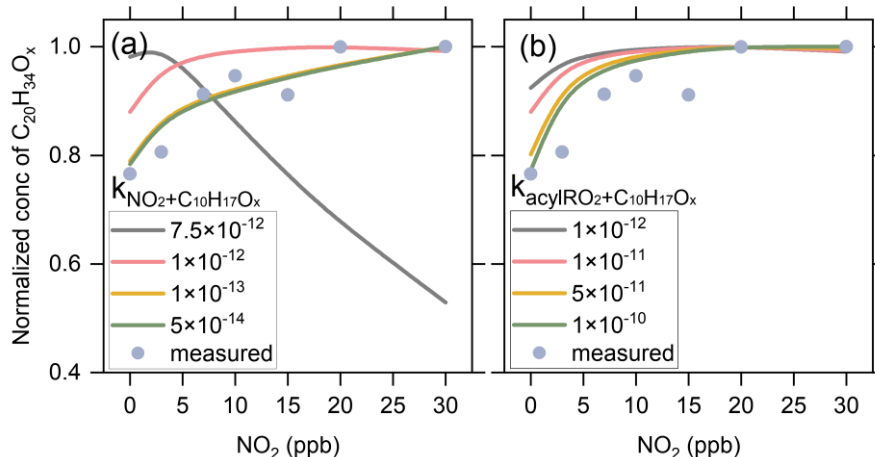 (a)
(b)
Normalized conc of C₂₀H₃₄Oₓ
1.0
0.8
0.6
0.4
k_NO₂+C₁₀H₁₇Oₓ
7.5×10⁻¹²
1×10⁻¹²
1×10⁻¹³
5×10⁻¹⁴
measured
k_acylRO₂+C₁₀H₁₇Oₓ
1×10⁻¹²
1×10⁻¹¹
5×10⁻¹¹
1×10⁻¹⁰
measured
0 5 10 15 20 25 30
0 5 10 15 20 25 30
NO₂ (ppb)
NO₂ (ppb)